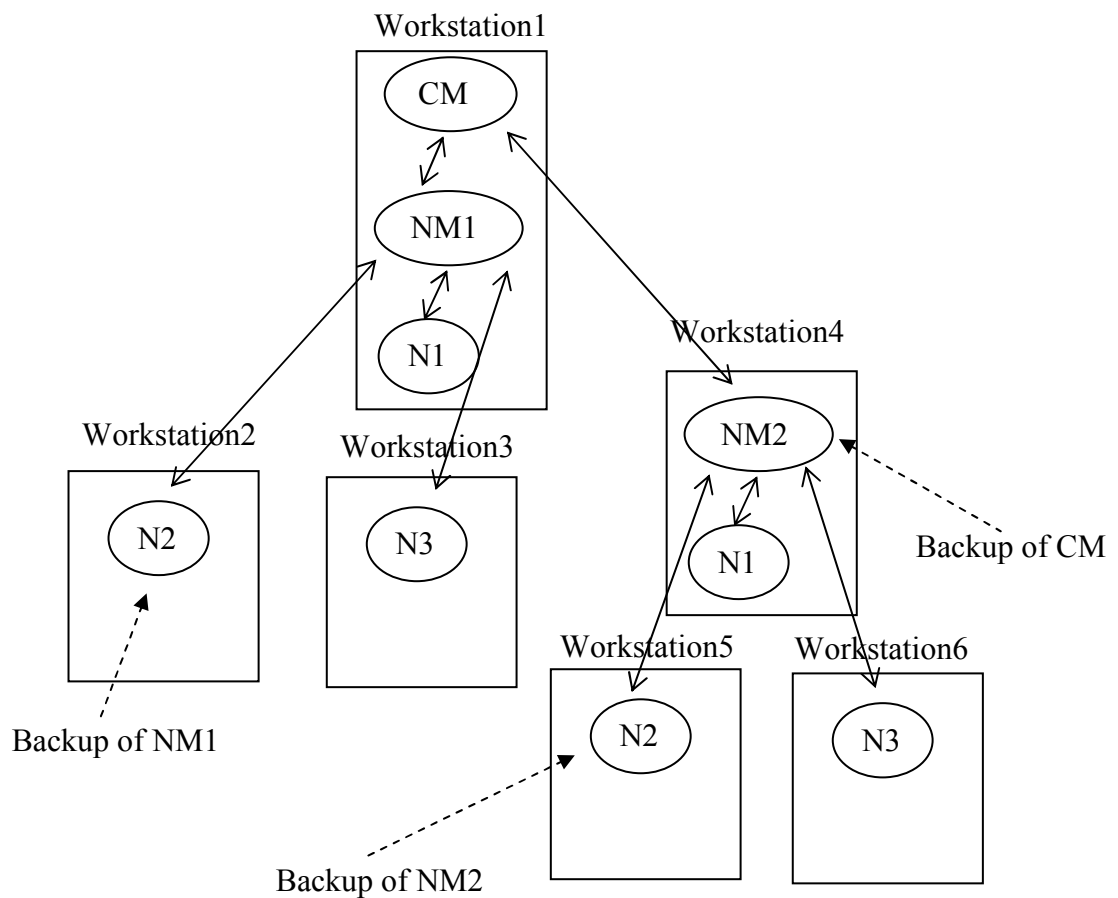 Workstation1
CM
NM1
N1
Workstation4
Workstation2
Workstation3
NM2
N2
N3
N1
Backup of CM
Workstation5
Workstation6
Backup of NM1
N2
N3
Backup of NM2